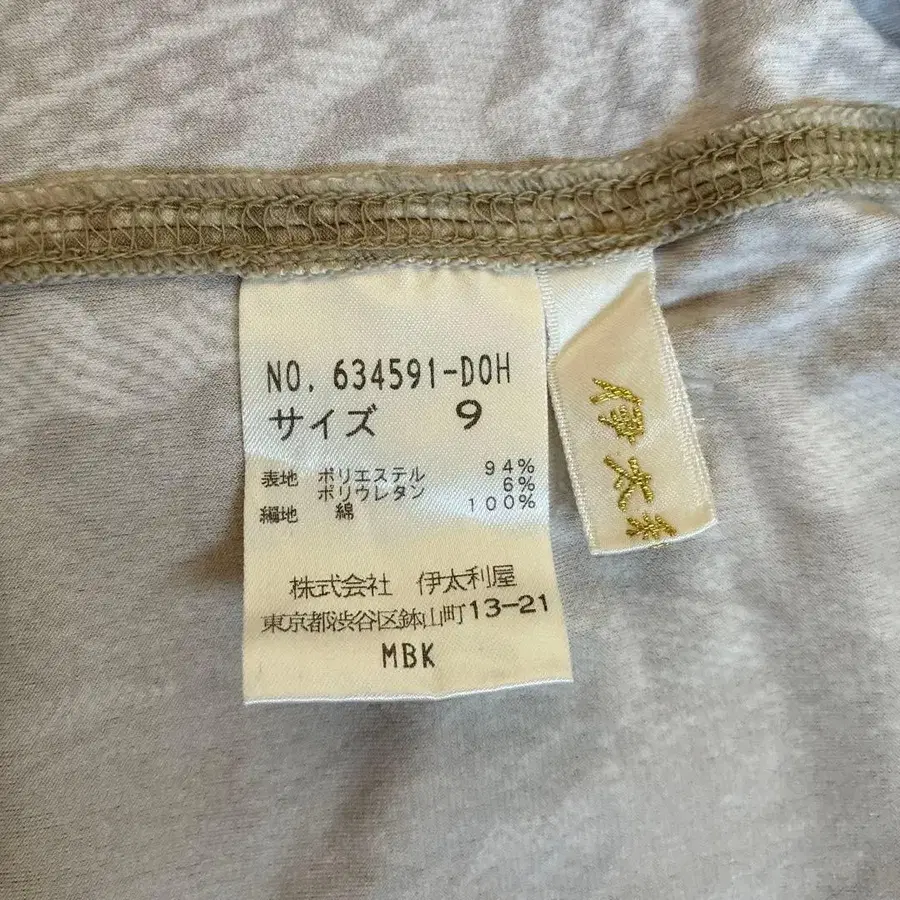 NO. 634591-DOH
サイズ 9
表地 ポリエステル 94%
ポリウレタン 6%
編地 綿 100%
株式会社 伊太利屋
東京都渋谷区鉢山町13-21
MBK
伊太